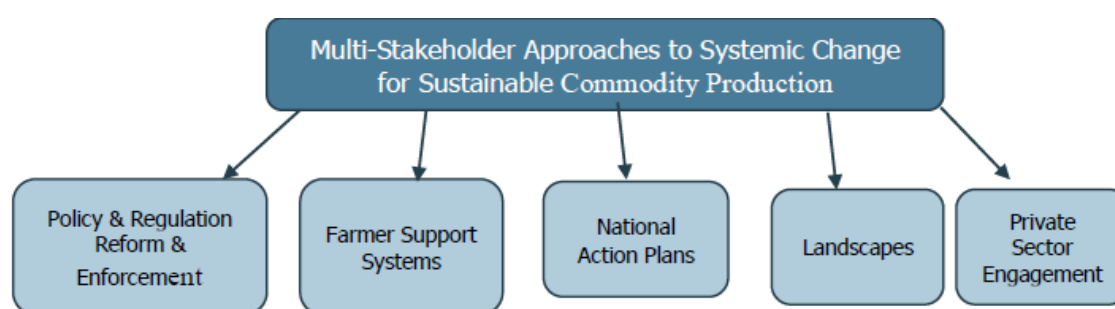 Multi-Stakeholder Approaches to Systemic Change
for Sustainable Commodity Production
Policy & Regulation
Reform &
Enforcement
Farmer Support
Systems
National
Action Plans
Landscapes
Private
Sector
Engagement